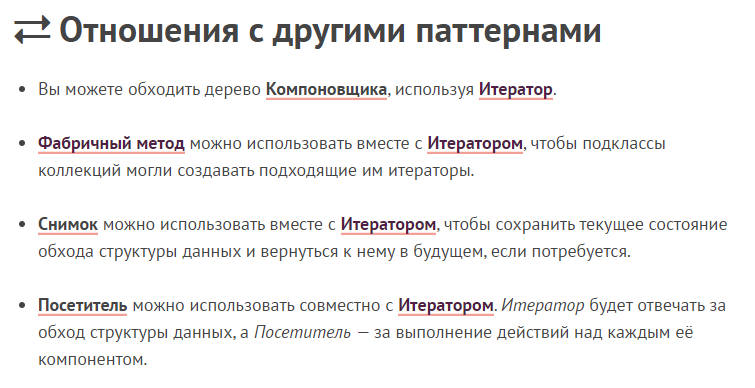 Отношения с другими паттернами
Вы можете обходить дерево Компоновщика, используя Итератор.
Фабричный метод можно использовать вместе с Итератором, чтобы подклассы
коллекций могли создавать подходящие им итераторы.
Снимок можно использовать вместе с Итератором, чтобы сохранить текущее состояние
обхода структуры данных и вернуться к нему в будущем, если потребуется.
Посетитель можно использовать совместно с Итератором. Итератор будет отвечать за
обход структуры данных, а Посетитель — за выполнение действий над каждым её
компонентом.